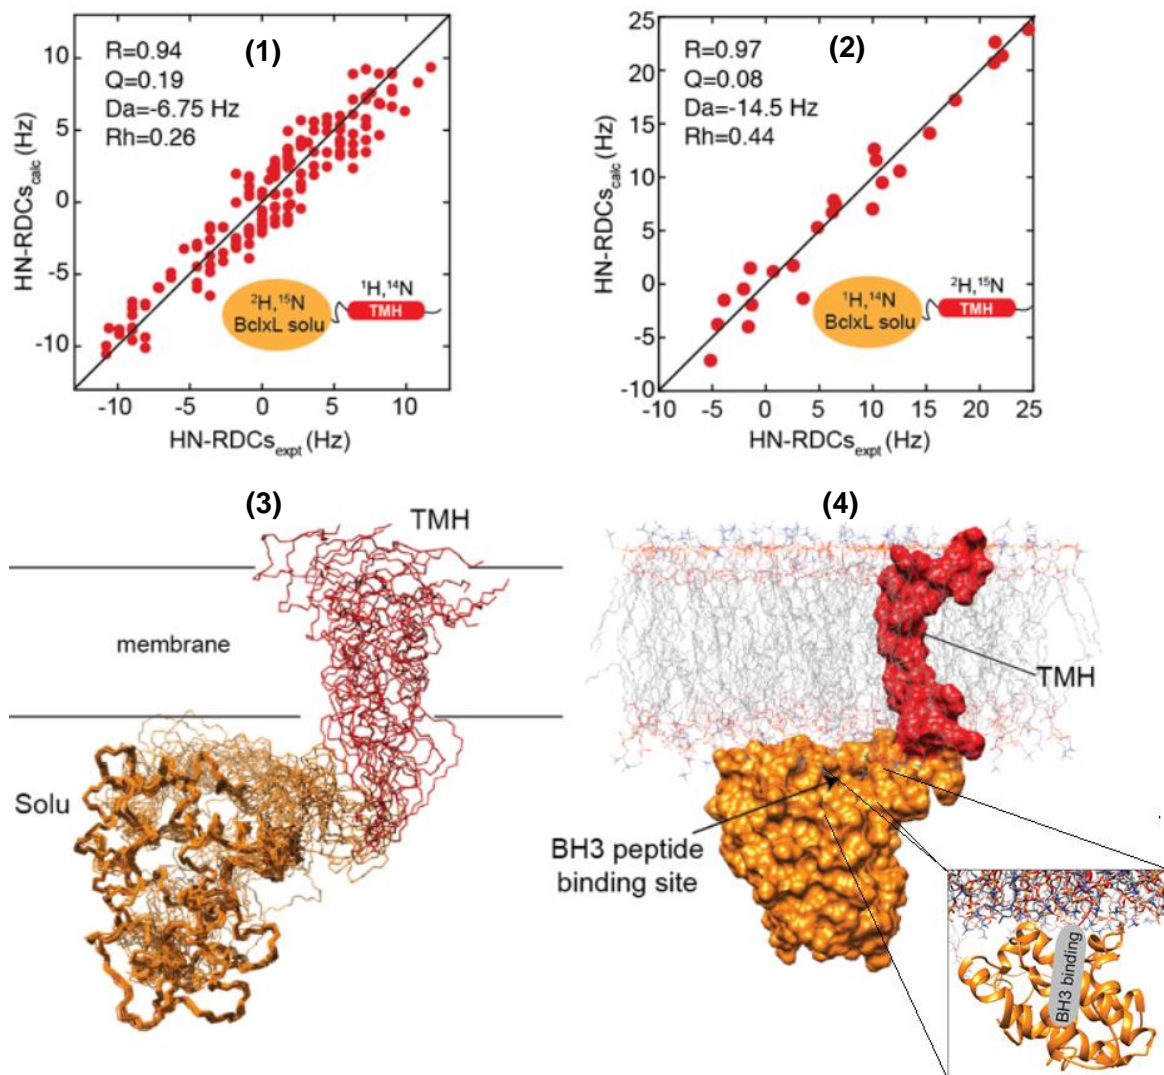 (1)
R=0.94
Q=0.19
Da=-6.75 Hz
Rh=0.26
HN-RDCs_calc (Hz)
10
5
0
-5
-10
²H,¹⁵N
BclxL solu
¹H,¹⁴N
TMH
-10 -5 0 5 10
HN-RDCs_expt (Hz)
(2)
R=0.97
Q=0.08
Da=-14.5 Hz
Rh=0.44
HN-RDCs_calc (Hz)
25
20
15
10
5
0
-5
-10
¹H,¹⁴N
BclxL solu
²H,¹⁵N
TMH
-10 -5 0 5 10 15 20 25
HN-RDCs_expt (Hz)
(3)
TMH
membrane
Solu
(4)
TMH
BH3 peptide
binding site
BH3 binding